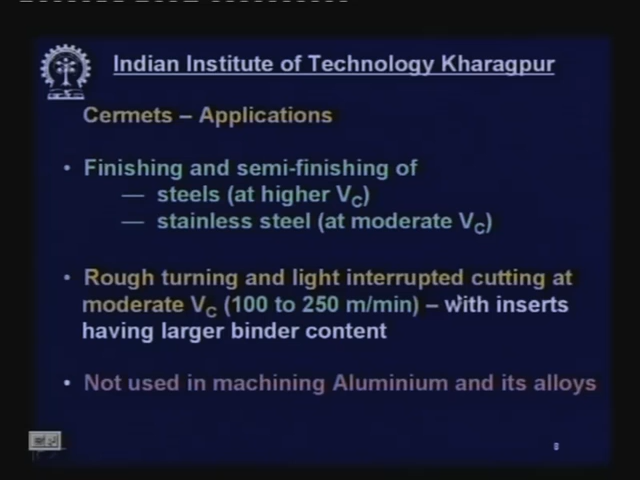 Indian Institute of Technology Kharagpur
Cermets – Applications
• Finishing and semi-finishing of
— steels (at higher VC)
— stainless steel (at moderate VC)
• Rough turning and light interrupted cutting at
moderate VC (100 to 250 m/min) – with inserts
having larger binder content
• Not used in machining Aluminium and its alloys
8